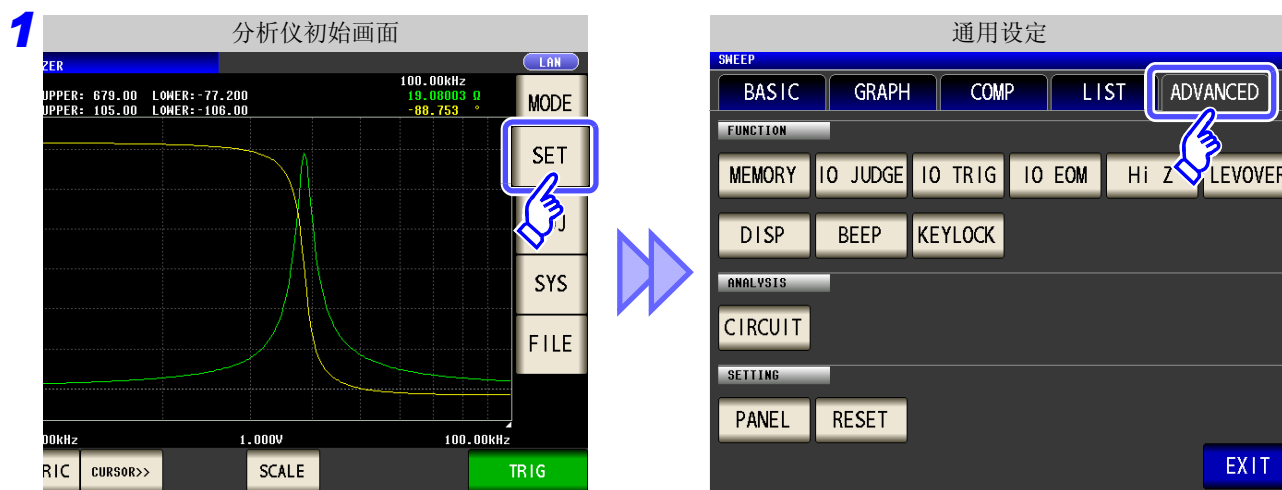 1
分析仪初始画面
ZER
LAN
UPPER: 679.00 LOWER:-77.200
UPPER: 105.00 LOWER:-106.00
100.00kHz
19.08003 Ω
-88.753 °
MODE
SET
SYS
FILE
00kHz
1.000V
100.00kHz
RIC
CURSOR>>
SCALE
TRIG
通用设定
SWEEP
BASIC
GRAPH
COMP
LIST
ADVANCED
FUNCTION
MEMORY
IO JUDGE
IO TRIG
IO EOM
Hi Z
LEVOVER
DISP
BEEP
KEYLOCK
ANALYSIS
CIRCUIT
SETTING
PANEL
RESET
EXIT